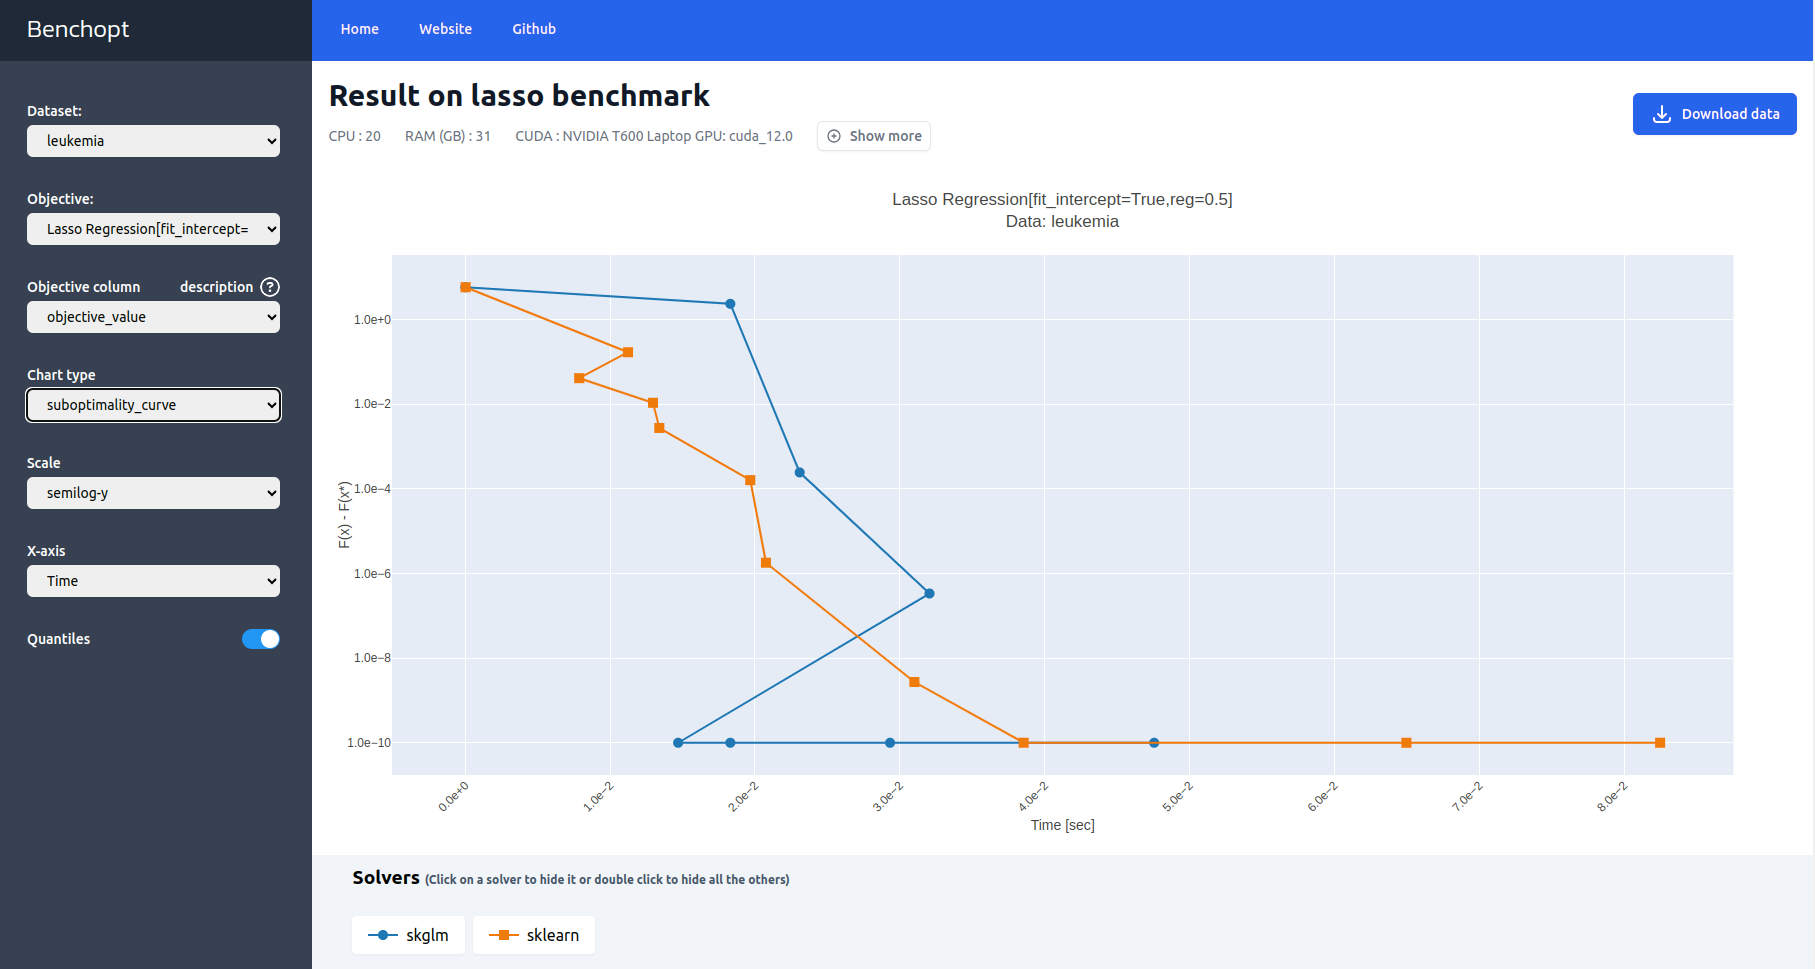 Benchopt
Home Website Github
Dataset:
leukemia
Objective:
Lasso Regression[fit_intercept=
Objective column description ?
objective_value
Chart type
suboptimality_curve
Scale
semilog-y
X-axis
Time
Quantiles
Result on lasso benchmark
CPU : 20 RAM (GB) : 31 CUDA : NVIDIA T600 Laptop GPU: cuda_12.0 Show more
Download data
Lasso Regression[fit_intercept=True,reg=0.5]
Data: leukemia
F(x) - F(x*)
1.0e+0
1.0e−2
1.0e−4
1.0e−6
1.0e−8
1.0e−10
0.0e+0 1.0e−2 2.0e−2 3.0e−2 4.0e−2 5.0e−2 6.0e−2 7.0e−2 8.0e−2
Time [sec]
Solvers (Click on a solver to hide it or double click to hide all the others)
skglm sklearn